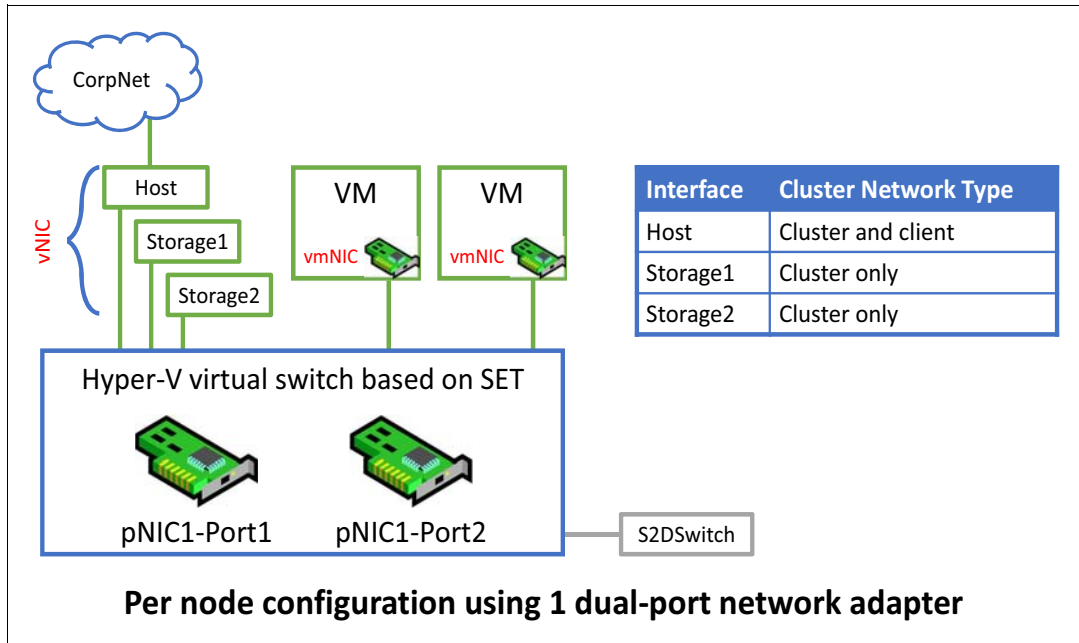 CorpNet
vNIC
Host
Storage1
Storage2
VM
vmNIC
VM
vmNIC
Interface Cluster Network Type
Host Cluster and client
Storage1 Cluster only
Storage2 Cluster only
Hyper-V virtual switch based on SET
pNIC1-Port1 pNIC1-Port2
S2DSwitch
Per node configuration using 1 dual-port network adapter